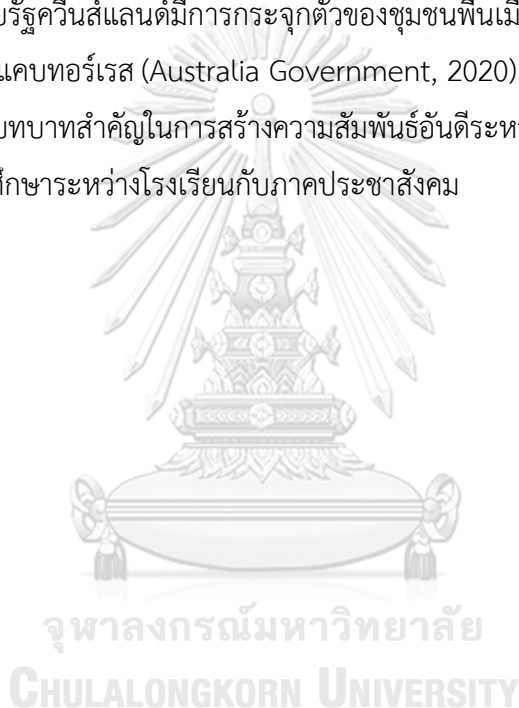 ยรัฐควีนส์แลนด์มีการกระจุกตัวของชุมชนพื้นเมื
แคบทอร์เรส (Australia Government, 2020)
บทบาทสำคัญในการสร้างความสัมพันธ์อันดีระหว
ศึกษาระหว่างโรงเรียนกับภาคประชาสังคม
จุฬาลงกรณ์มหาวิทยาลัย
CHULALONGKORN UNIVERSITY